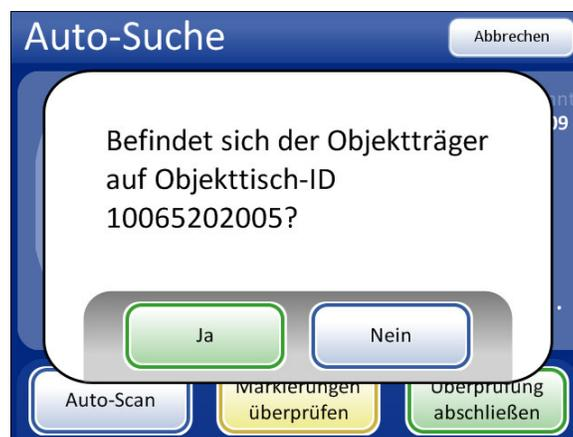 Auto-Suche
Abbrechen
09
Befindet sich der Objektträger
auf Objekttisch-ID
10065202005?
Ja
Nein
Auto-Scan
Markierungen
überprüfen
Überprüfung
abschließen